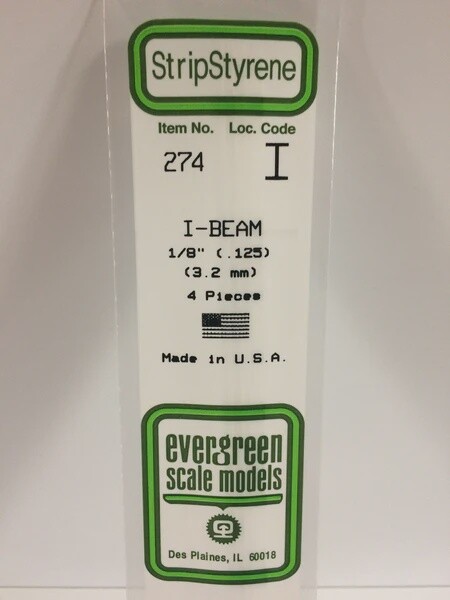 StripStyrene
Item No. Loc. Code
274 I
I-BEAM
1/8" (.125)
(3.2 mm)
4 Pieces
Made in U.S.A.
evergreen
scale models
Des Plaines, IL 60018